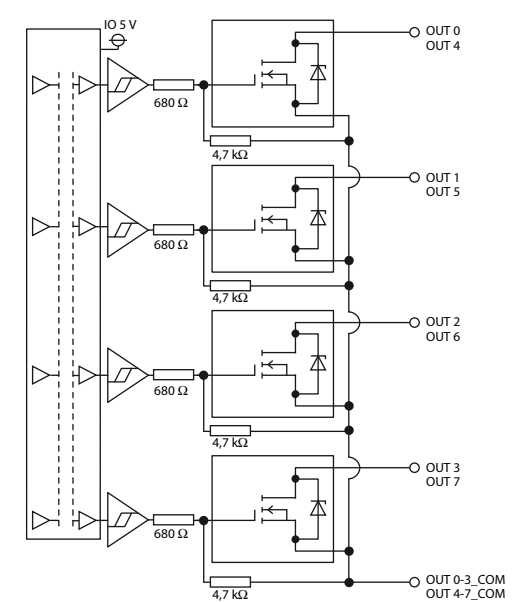 IO 5 V
OUT 0
OUT 4
680 Ω
4,7 kΩ
OUT 1
OUT 5
680 Ω
4,7 kΩ
OUT 2
OUT 6
680 Ω
4,7 kΩ
OUT 3
OUT 7
680 Ω
4,7 kΩ
OUT 0-3_COM
OUT 4-7_COM